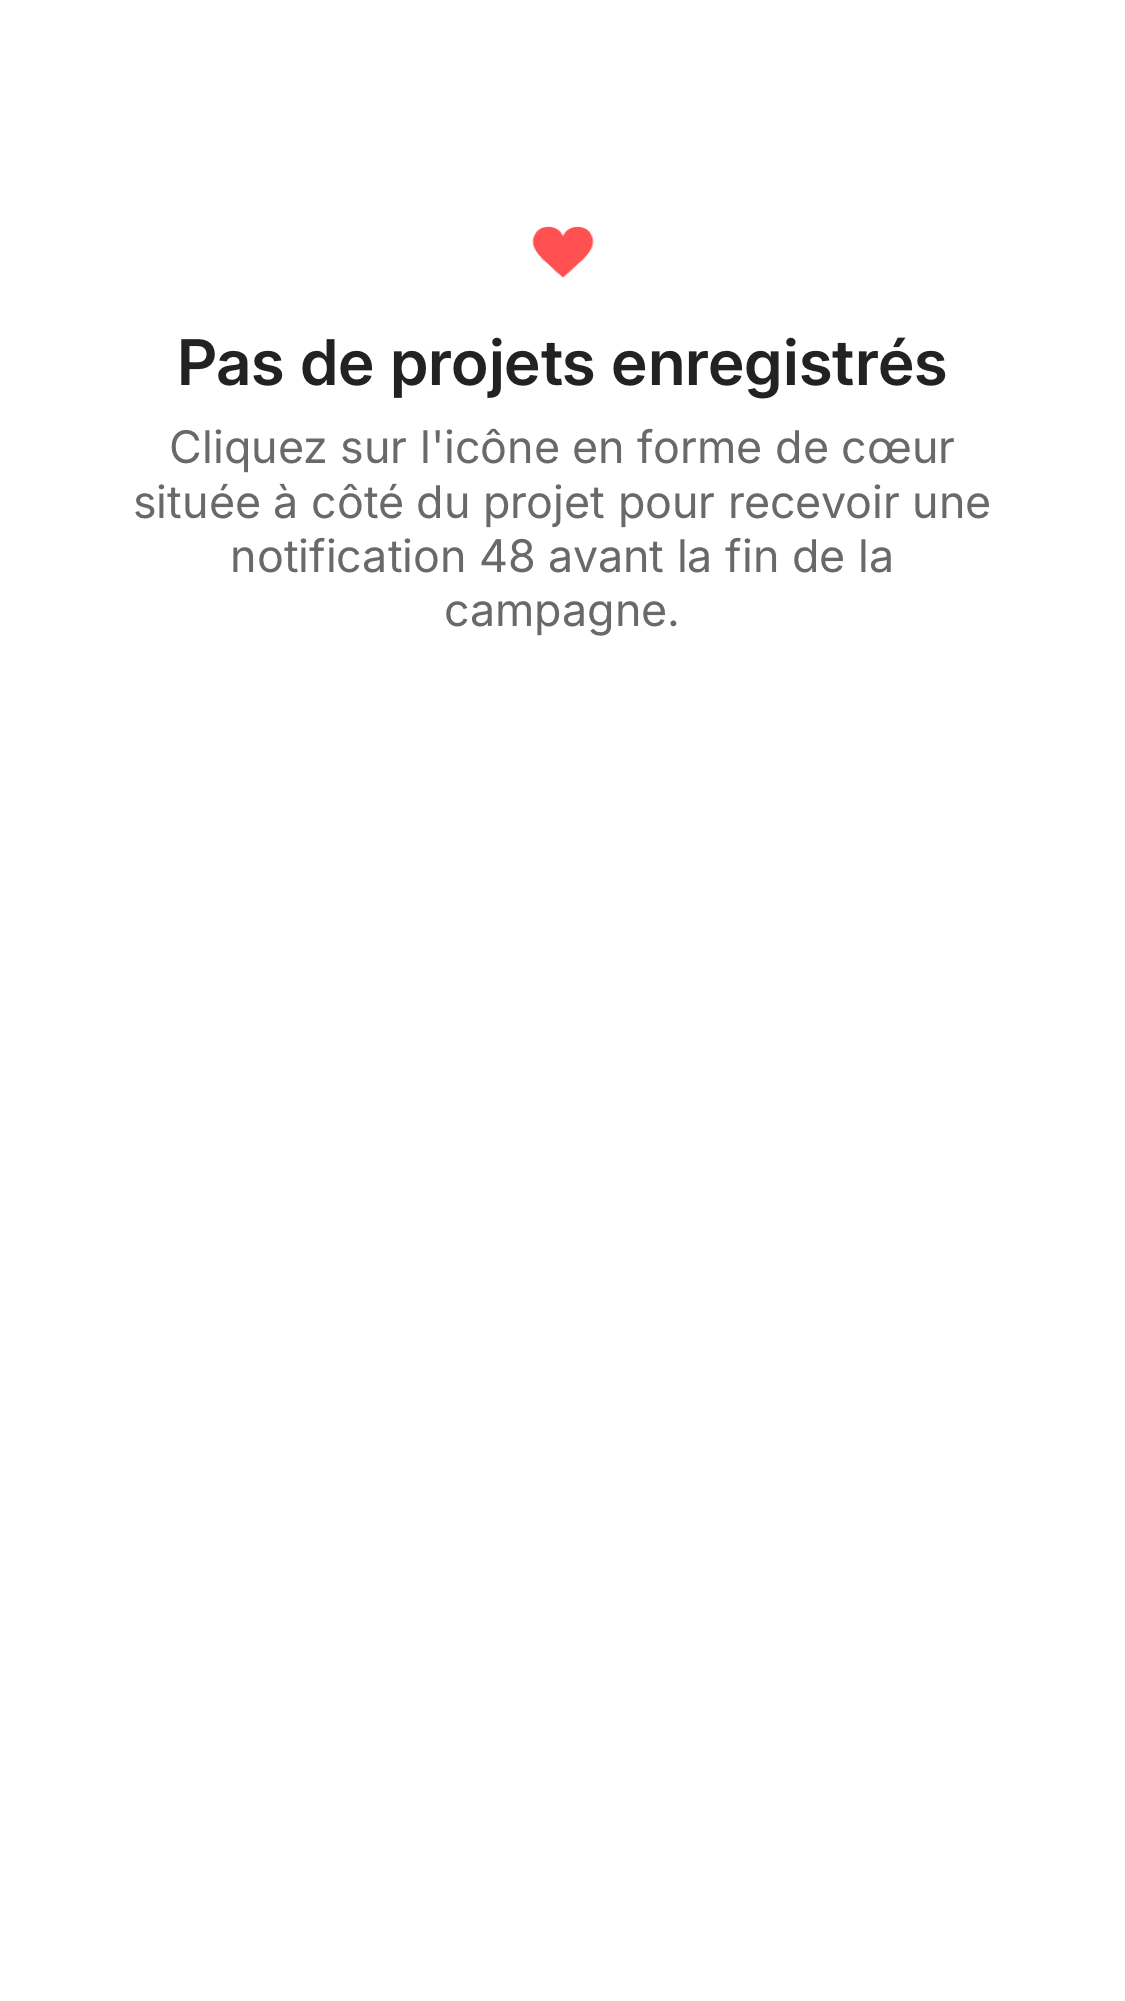 Pas de projets enregistrés
Cliquez sur l'icône en forme de cœur
située à côté du projet pour recevoir une
notification 48 avant la fin de la
campagne.